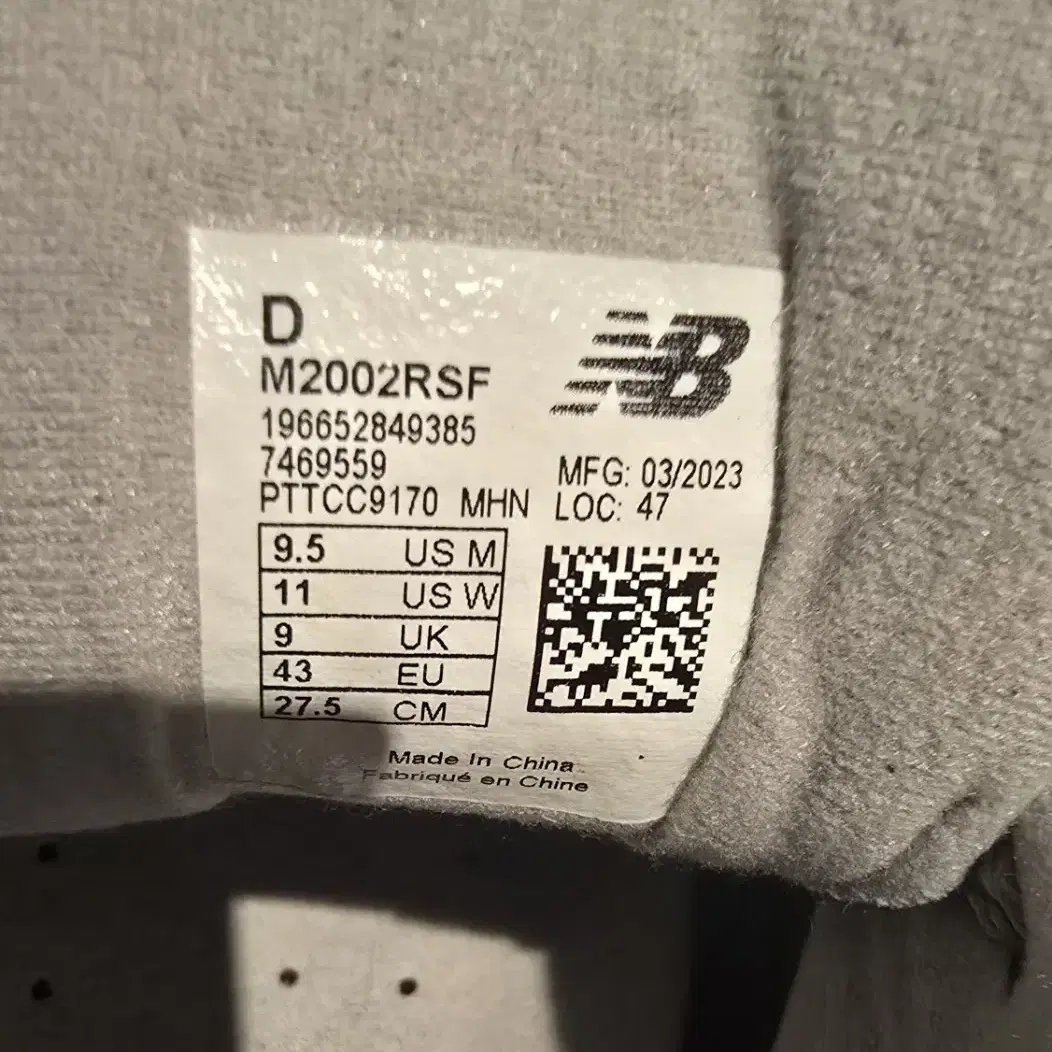 D
NB
M2002RSF
196652849385
7469559
PTTCC9170 MHN
MFG: 03/2023
LOC: 47
9.5 US M
11 US W
9 UK
43 EU
27.5 CM
Made In China
Fabriqué en Chine